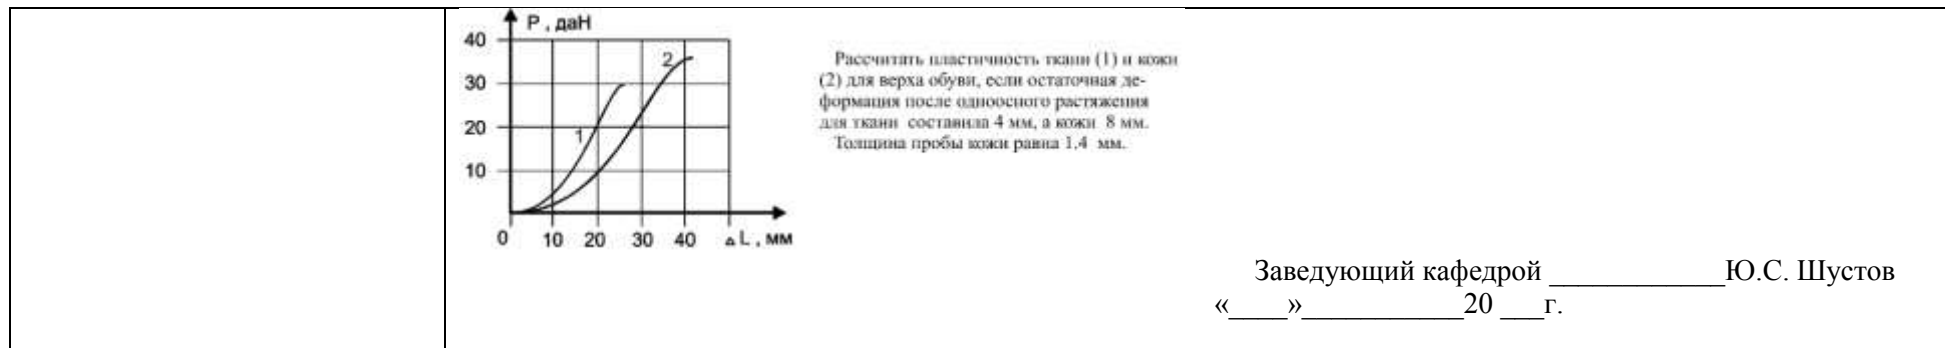 P , даН
40
30
20
10
2
1
0 10 20 30 40 ▵ L , мм
Рассчитать пластичность ткани (1) и кожи
(2) для верха обуви, если остаточная де-
формация после одноосного растяжения
для ткани составила 4 мм, а кожи 8 мм.
Толщина пробы кожи равна 1,4 мм.
Заведующий кафедрой ____________Ю.С. Шустов
«____»___________20 ___г.